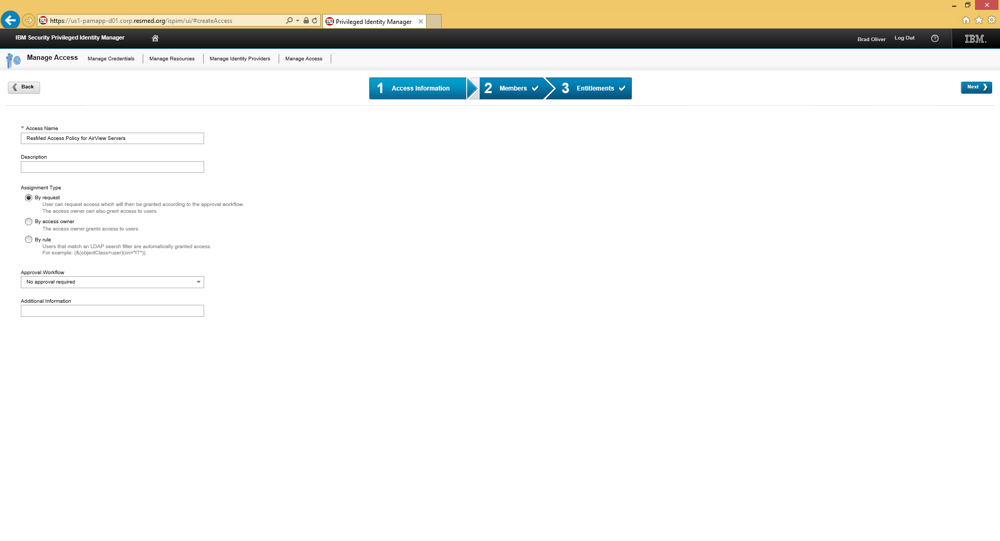 https://us1-pamapp-d01.corp.resmed.org/ispim/ui/#createAccess
Privileged Identity Manager
IBM Security Privileged Identity Manager
Brad Oliver
Log Out
?
IBM.
Manage Access
Manage Credentials
Manage Resources
Manage Identity Providers
Manage Access
Back
1 Access Information
2 Members
3 Entitlements
Next
* Access Name
ResMed Access Policy for AirView Servers
Description
Assignment Type
By request
User can request access which will then be granted according to the approval workflow.
The access owner can also grant access to users.
By access owner
The access owner grants access to users.
By rule
Users that match an LDAP search filter are automatically granted access.
For example: (&(objectClass=user)(cn=*IT*)).
Approval Workflow
No approval required
Additional Information